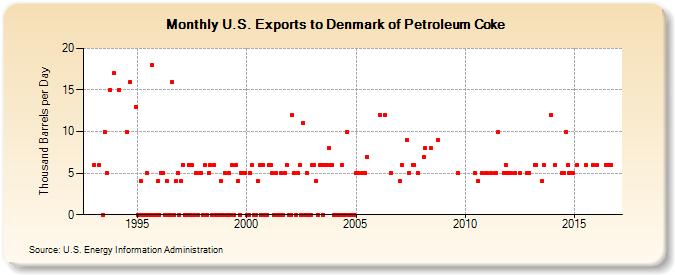 Monthly U.S. Exports to Denmark of Petroleum Coke
Thousand Barrels per Day
20
15
10
5
0
1995 2000 2005 2010 2015
Source: U.S. Energy Information Administration